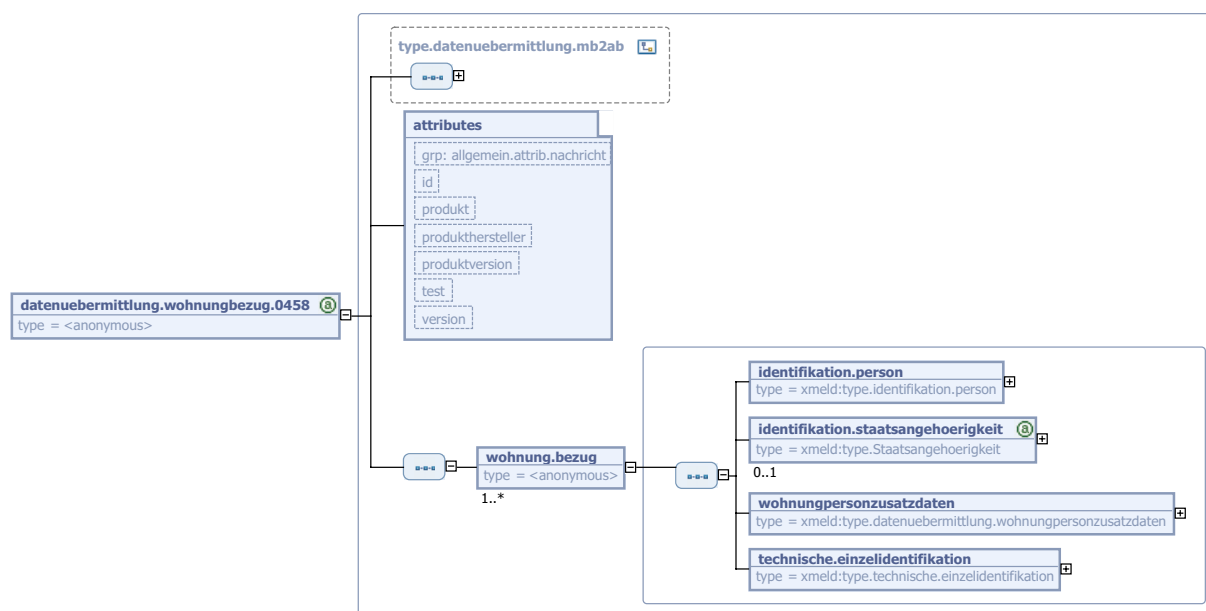 type.datenuebermittlung.mb2ab
attributes
grp: allgemein.attrib.nachricht
id
produkt
produkthersteller
produktversion
test
version
datenuebermittlung.wohnungbezug.0458 a
type = <anonymous>
wohnung.bezug
type = <anonymous>
1..*
identifikation.person
type = xmeld:type.identifikation.person
identifikation.staatsangehoerigkeit a
type = xmeld:type.Staatsangehoerigkeit
0..1
wohnungpersonzusatzdaten
type = xmeld:type.datenuebermittlung.wohnungpersonzusatzdaten
technische.einzelidentifikation
type = xmeld:type.technische.einzelidentifikation